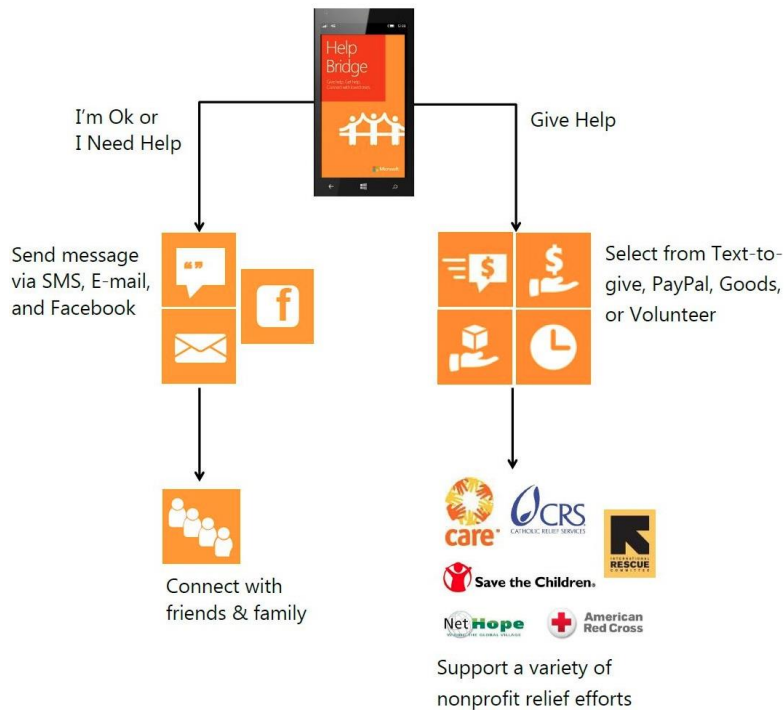 Help
Bridge
Microsoft
I'm Ok or
I Need Help
Give Help
Send message
via SMS, E-mail,
and Facebook
f
$
$
Select from Text-to-
give, PayPal, Goods,
or Volunteer
Connect with
friends & family
care
CRS
CATHOLIC RELIEF SERVICES
INTERNATIONAL
RESCUE
COMMITTEE
Save the Children.
NetHope
American
Red Cross
Support a variety of
nonprofit relief efforts